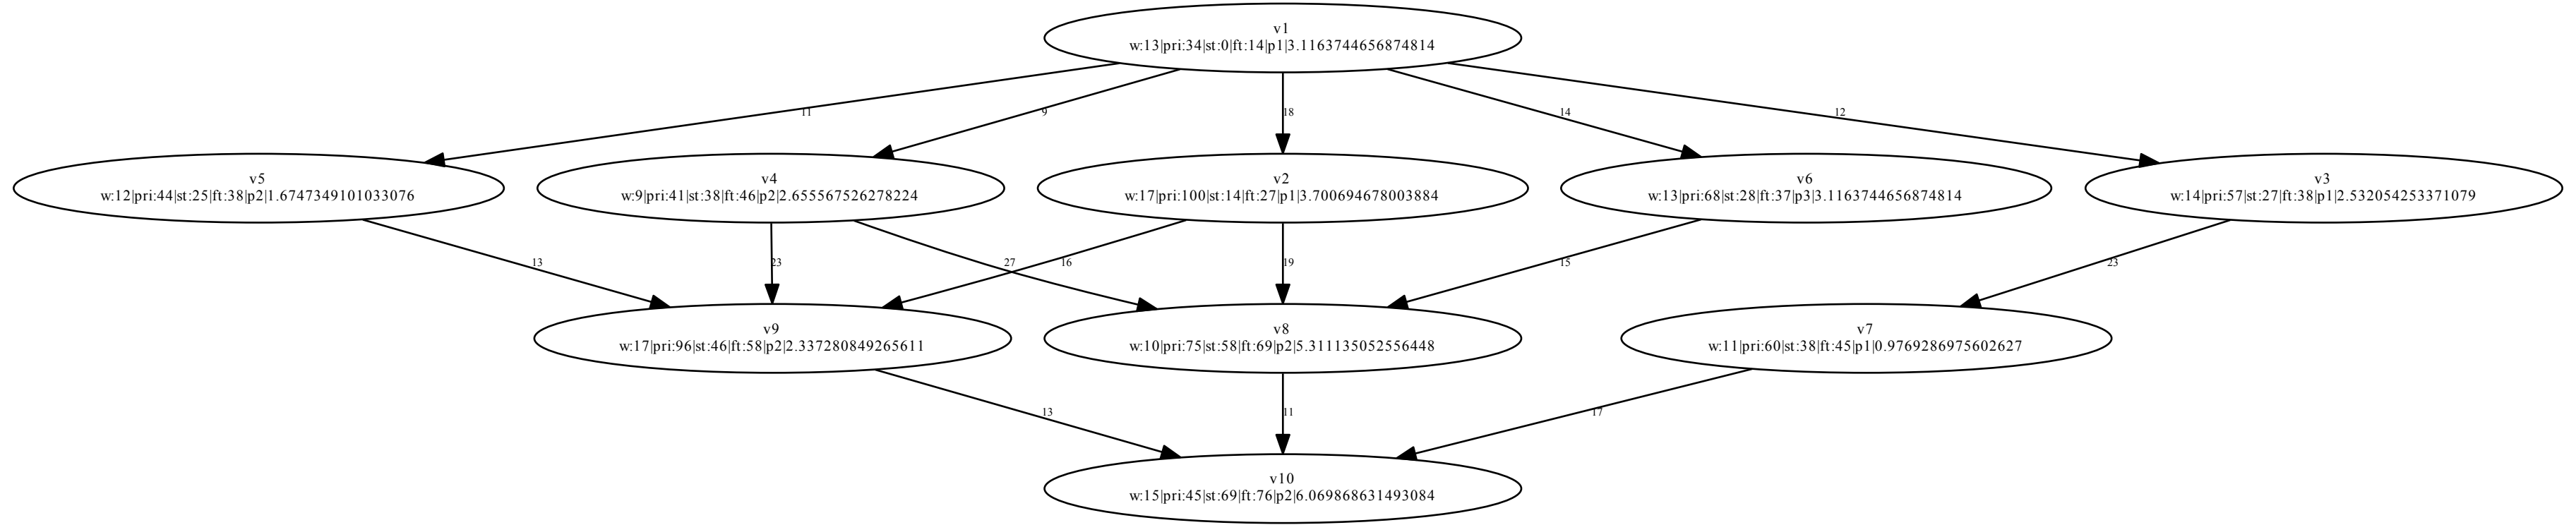 v1
w:13|pri:34|st:0|ft:14|p1|3.1163744656874814
11
9
18
14
12
v5
w:12|pri:44|st:25|ft:38|p2|1.6747349101033076
v4
w:9|pri:41|st:38|ft:46|p2|2.655567526278224
v2
w:17|pri:100|st:14|ft:27|p1|3.700694678003884
v6
w:13|pri:68|st:28|ft:37|p3|3.1163744656874814
v3
w:14|pri:57|st:27|ft:38|p1|2.532054253371079
13
23
27
16
19
15
23
v9
w:17|pri:96|st:46|ft:58|p2|2.337280849265611
v8
w:10|pri:75|st:58|ft:69|p2|5.311135052556448
v7
w:11|pri:60|st:38|ft:45|p1|0.9769286975602627
13
11
17
v10
w:15|pri:45|st:69|ft:76|p2|6.069868631493084